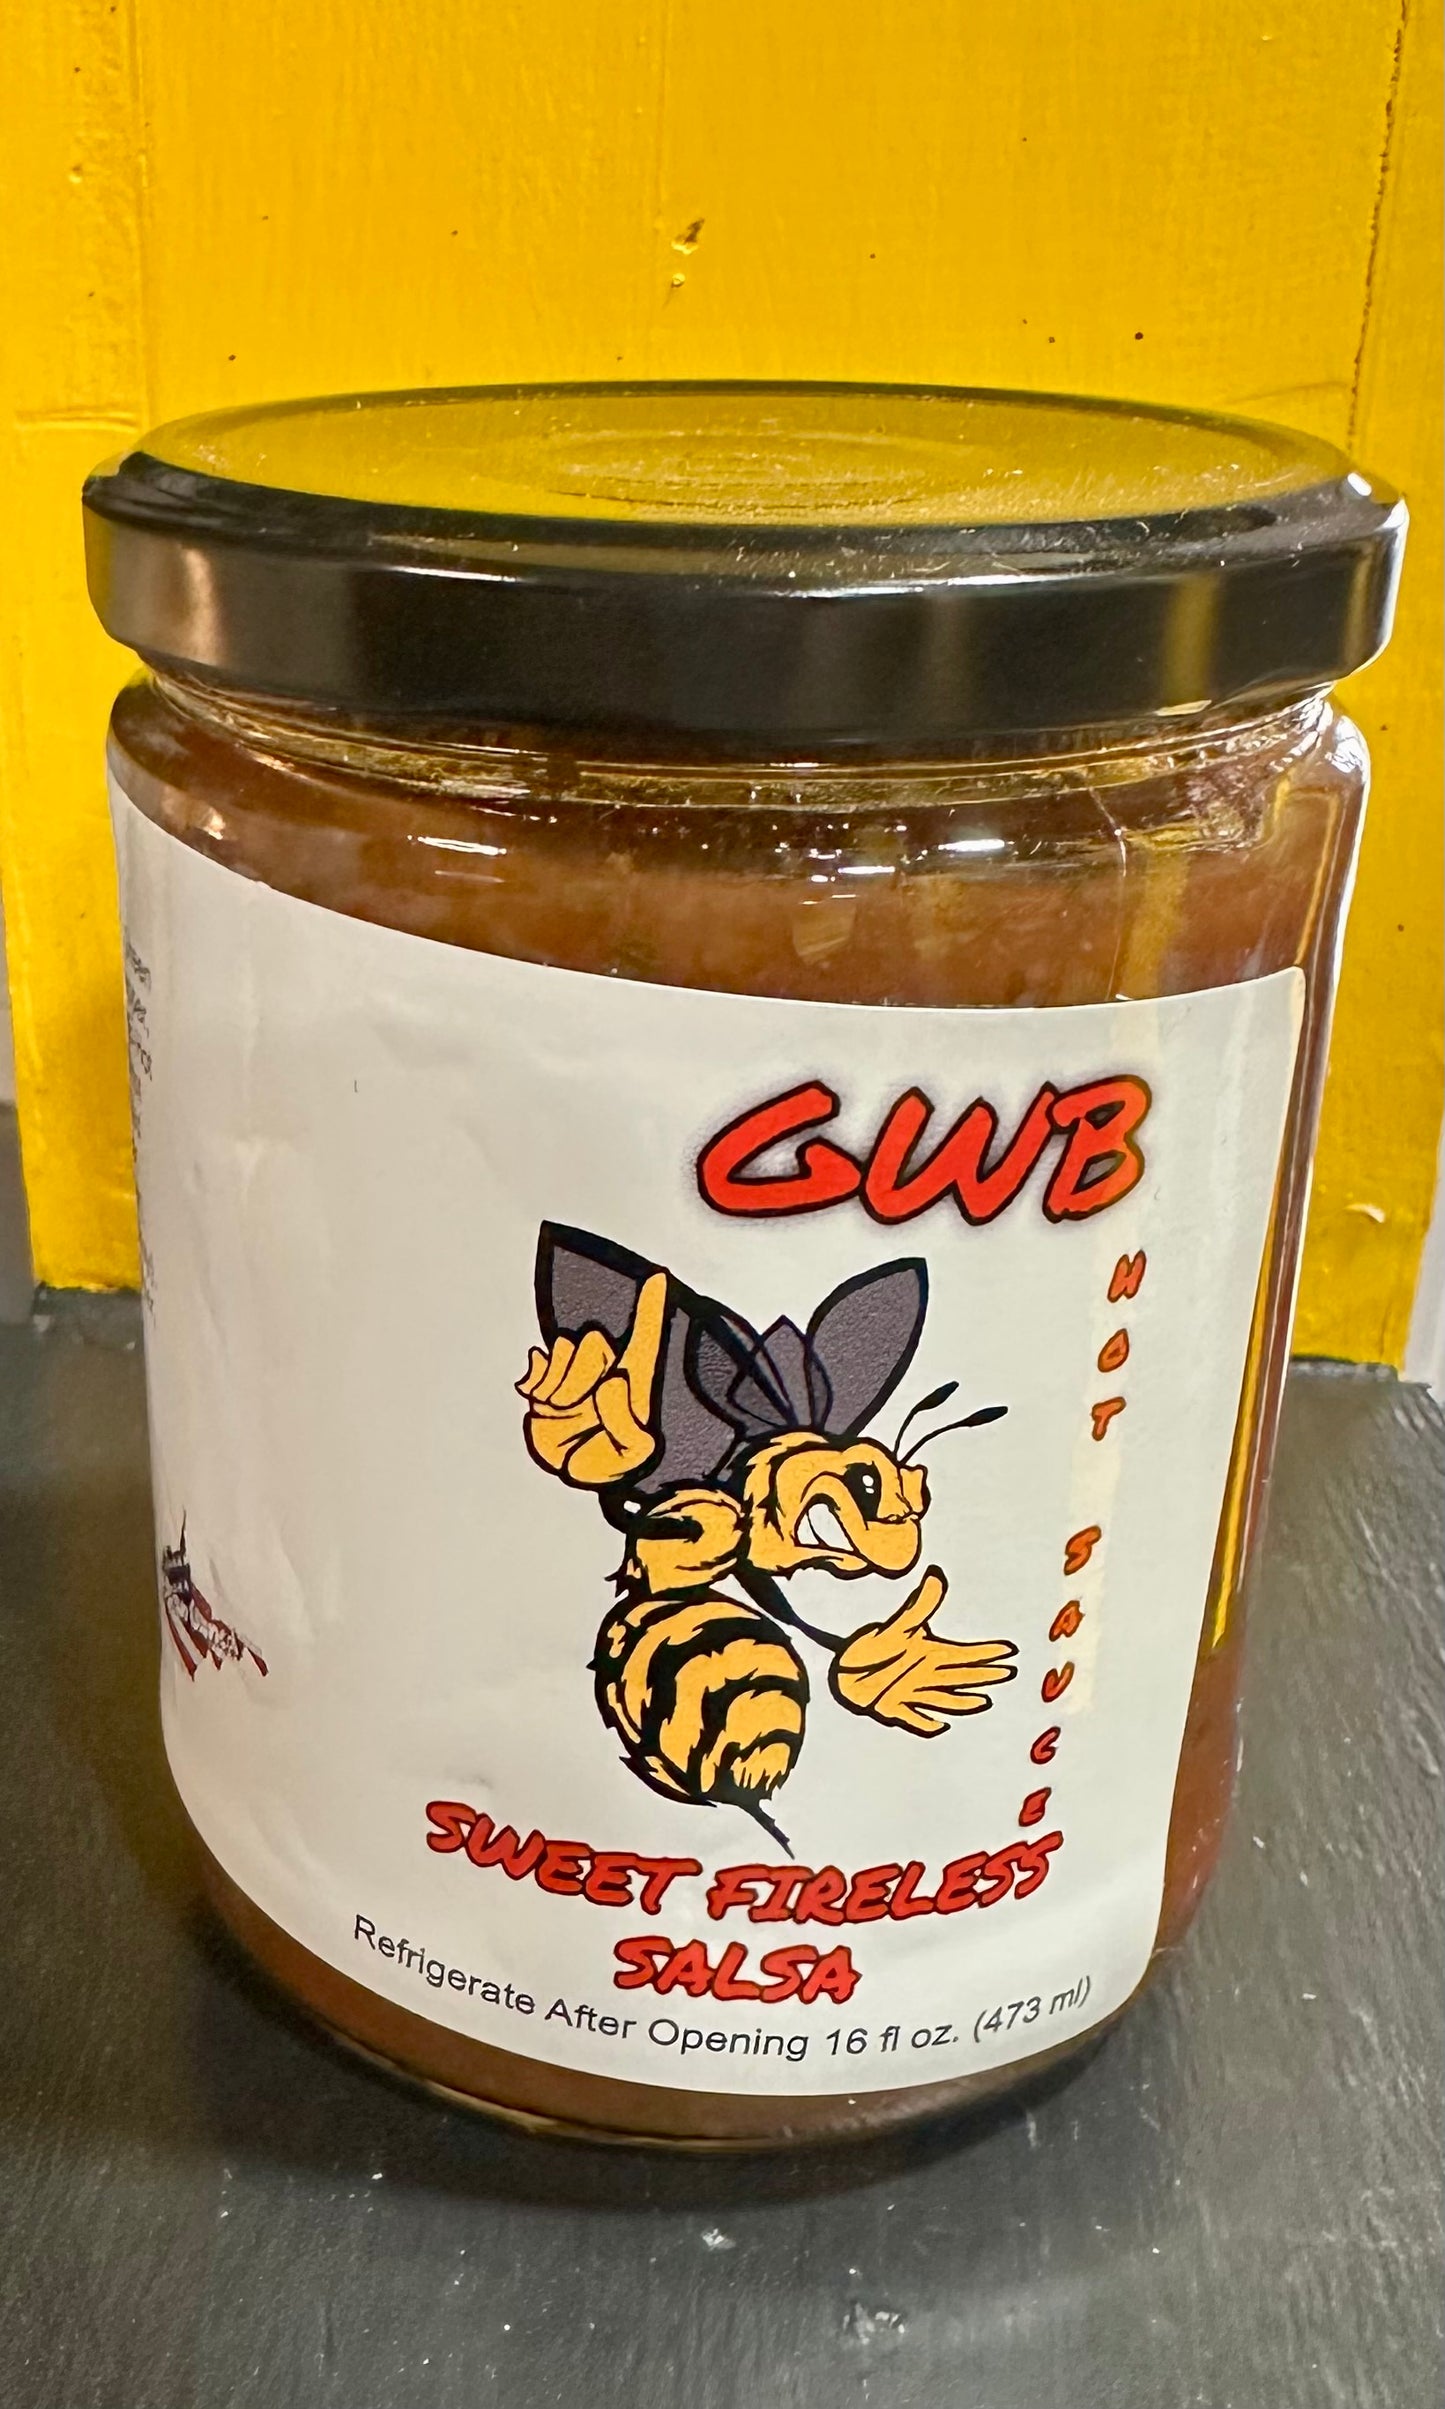 GWB
HOT SAUCE
SWEET FIRELESS
SALSA
Refrigerate After Opening 16 fl oz. (473 ml)